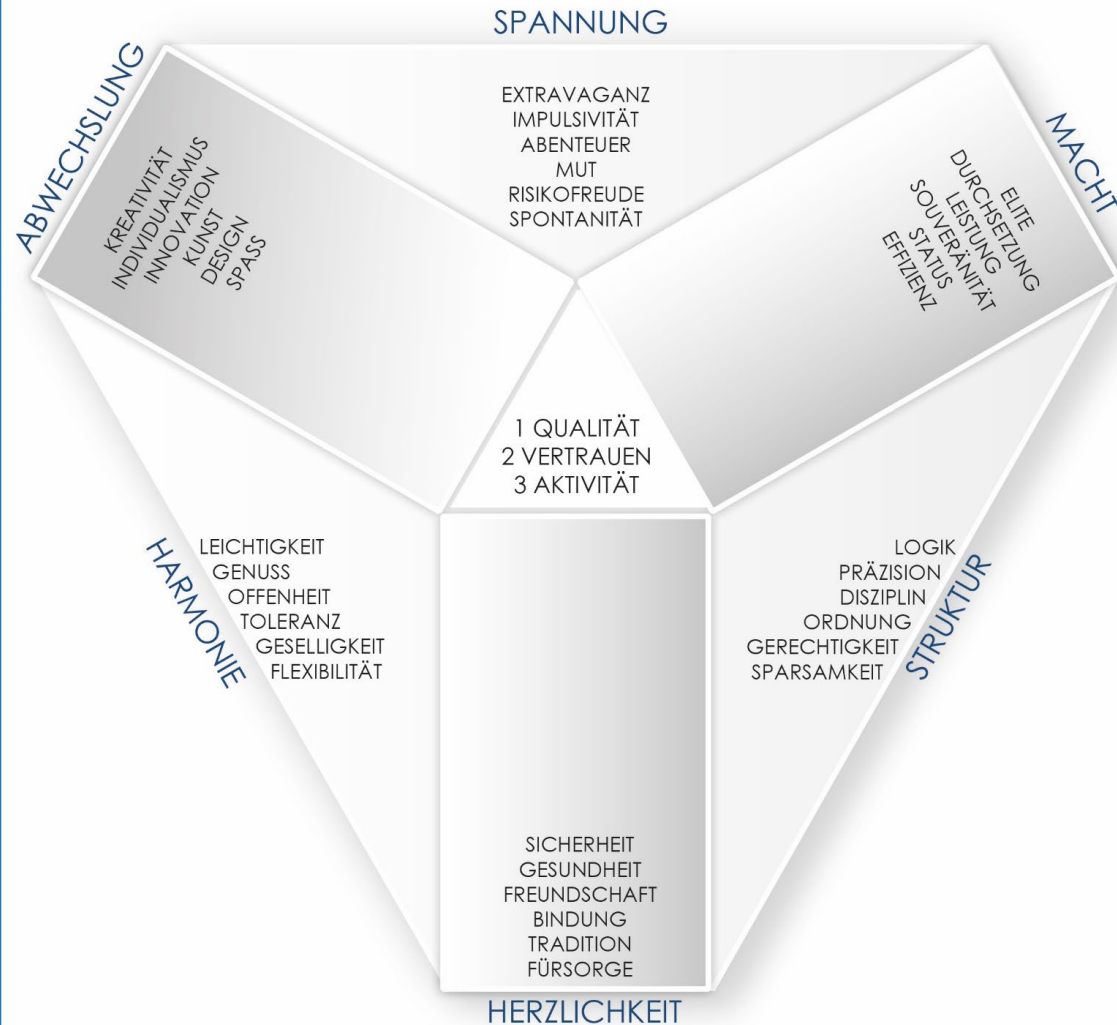 SPANNUNG
EXTRAVAGANZ
IMPULSIVITÄT
ABENTEUER
MUT
RISIKOFREUDE
SPONTANITÄT
ABWECHSLUNG
KREATIVITÄT
INDIVIDUALISMUS
INNOVATION
KUNST
DESIGN
SPASS
MACHT
ELITE
DURCHSETZUNG
LEISTUNG
SOUVERÄNITÄT
STATUS
EFFIZIENZ
1 QUALITÄT
2 VERTRAUEN
3 AKTIVITÄT
HARMONIE
LEICHTIGKEIT
GENUSS
OFFENHEIT
TOLERANZ
GESELLIGKEIT
FLEXIBILITÄT
STRUKTUR
LOGIK
PRÄZISION
DISZIPLIN
ORDNUNG
GERECHTIGKEIT
SPARSAMKEIT
SICHERHEIT
GESUNDHEIT
FREUNDSCHAFT
BINDUNG
TRADITION
FÜRSORGE
HERZLICHKEIT